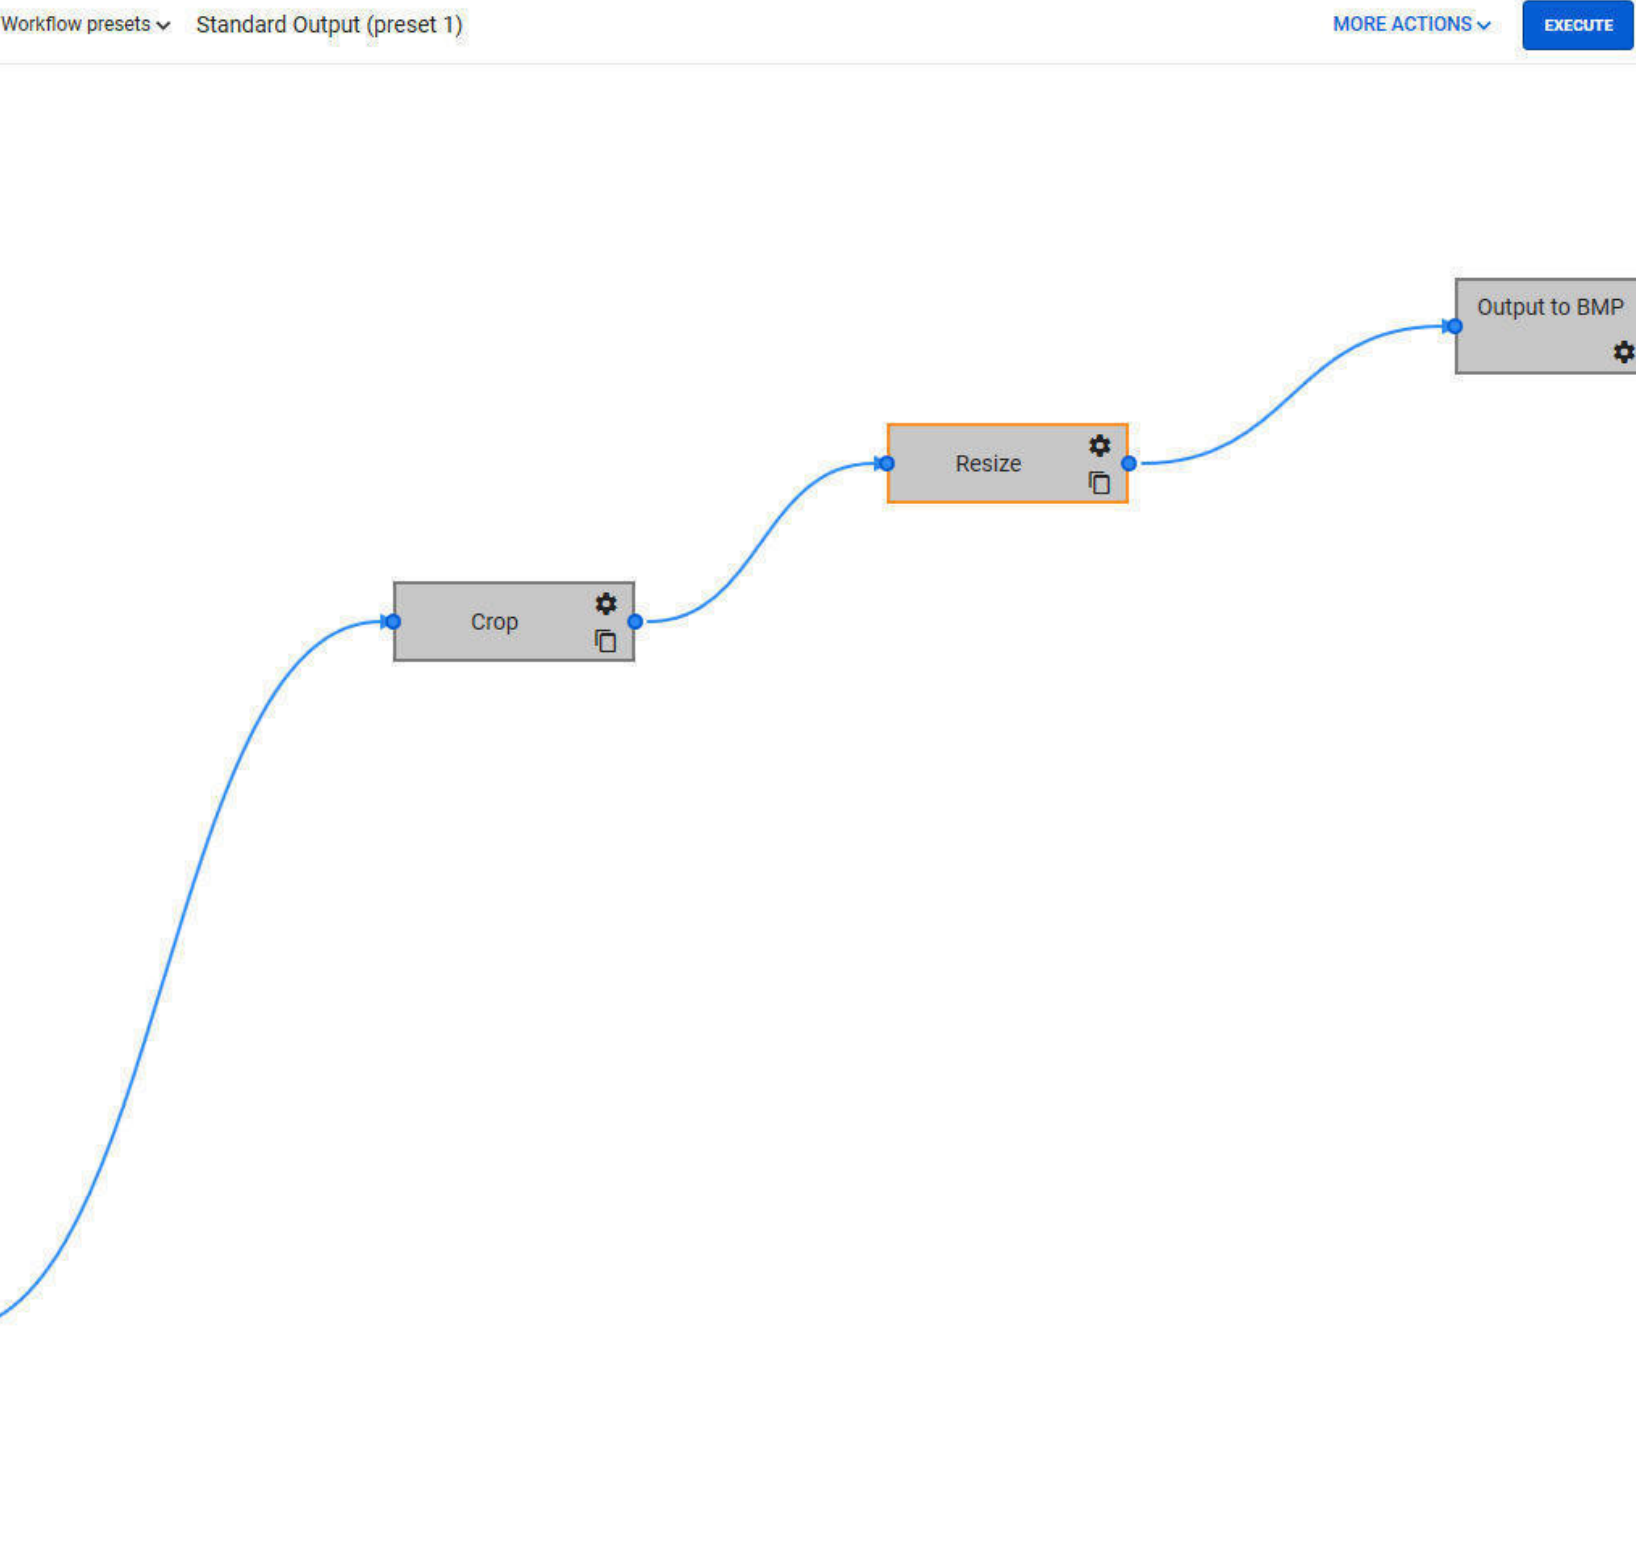 Workflow presets Standard Output (preset 1) MORE ACTIONS EXECUTE
Output to BMP
Resize
Crop